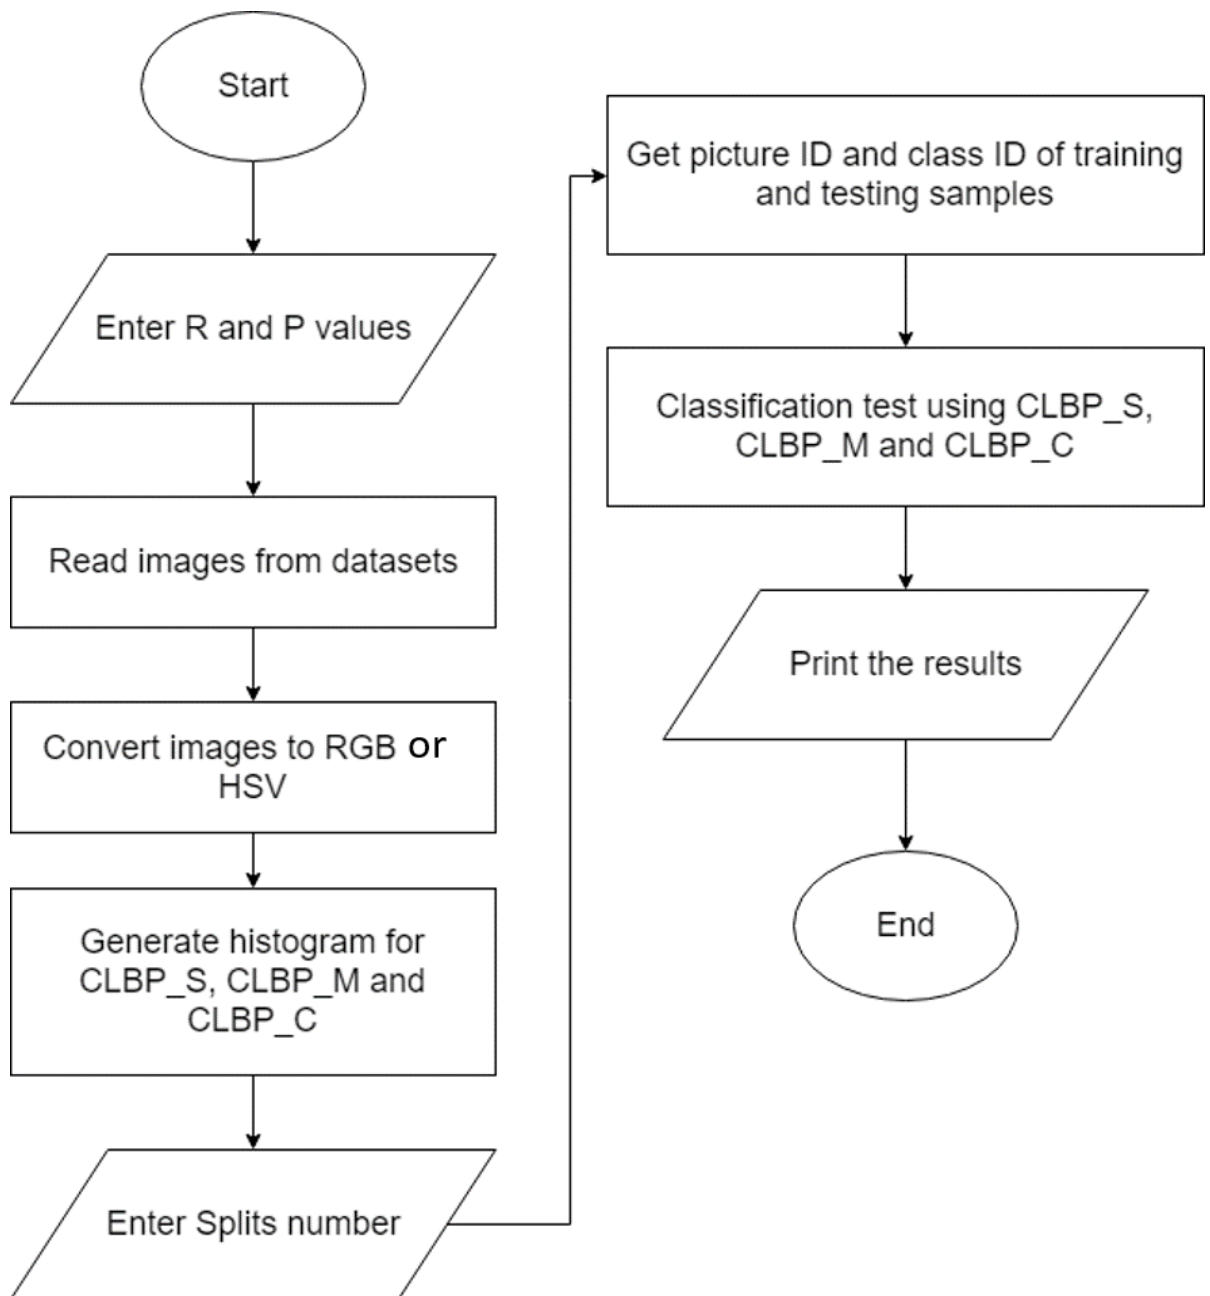 Start
Enter R and P values
Read images from datasets
Convert images to RGB or
HSV
Generate histogram for
CLBP_S, CLBP_M and
CLBP_C
Enter Splits number
Get picture ID and class ID of training
and testing samples
Classification test using CLBP_S,
CLBP_M and CLBP_C
Print the results
End